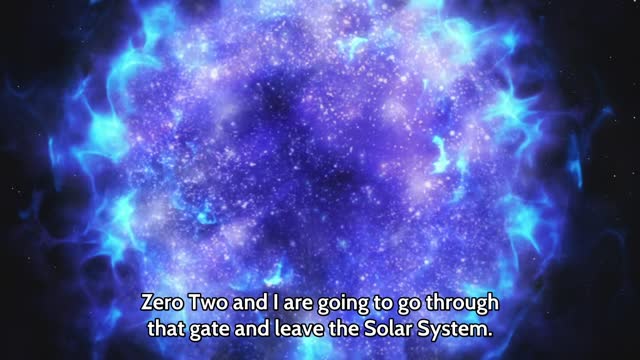 Zero Two and I are going to go through
that gate and leave the Solar System.